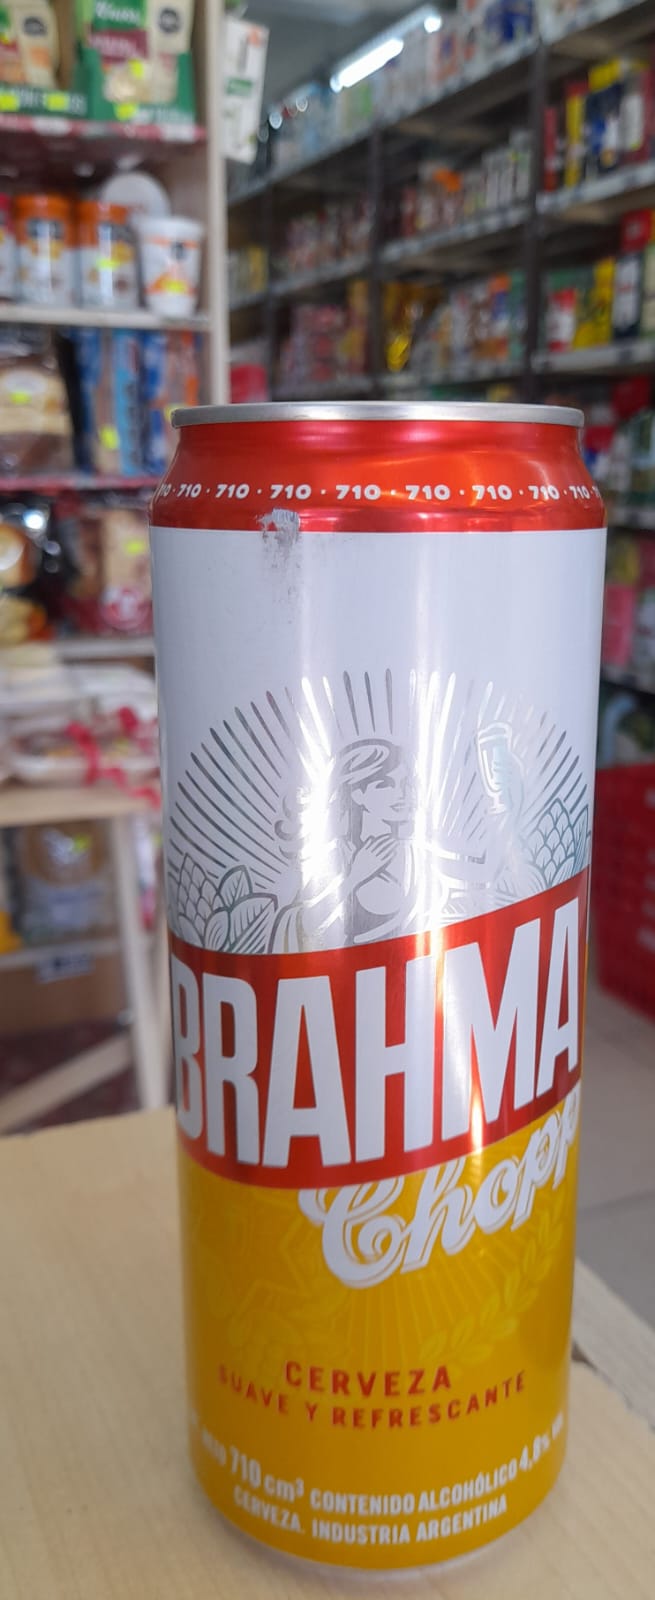 Knorr
710 · 710 · 710 · 710 · 710 · 710 · 710 · 710
BRAHMA
Chopp
CERVEZA
SUAVE Y REFRESCANTE
710 cm³ CONTENIDO ALCOHÓLICO 4,8%
CERVEZA. INDUSTRIA ARGENTINA